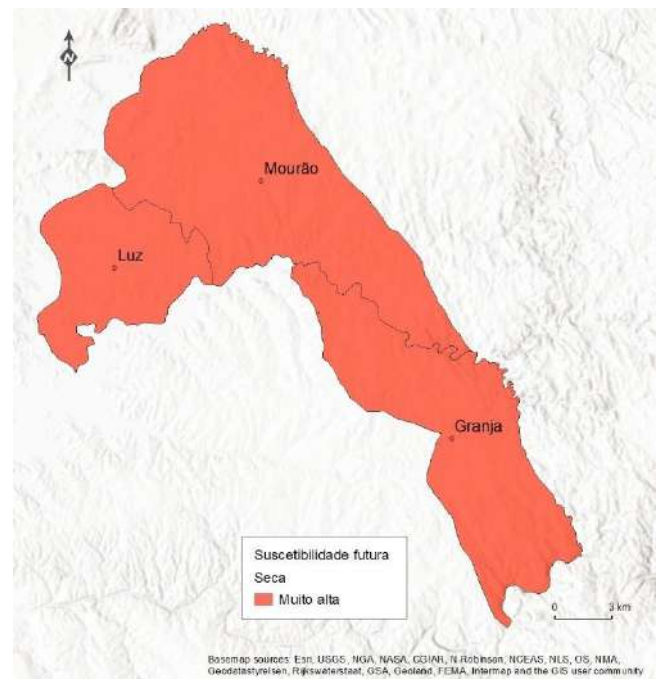 N
Mourão
Luz
Granja
Suscetibilidade futura
Seca
Muito alta
0 3 km
Basemap sources: Esri, USGS, NGA, NASA, CGIAR, N Robinson, NCEAS, NLS, OS, NMA,
Geodatastyrelsen, Rijkswaterstaat, GSA, Geoland, FEMA, Intermap and the GIS user community